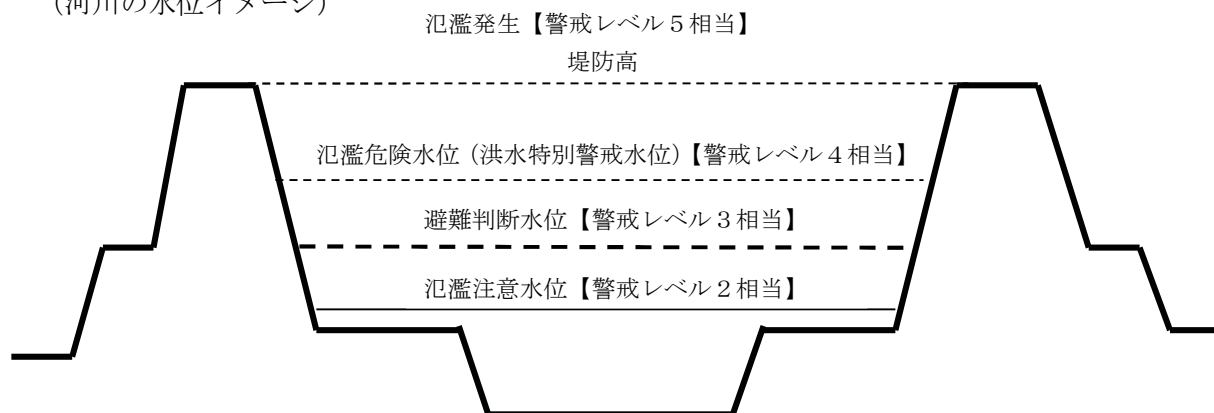 (河川の水位イメージ)
氾濫発生【警戒レベル5相当】
堤防高
氾濫危険水位(洪水特別警戒水位)【警戒レベル4相当】
避難判断水位【警戒レベル3相当】
氾濫注意水位【警戒レベル2相当】